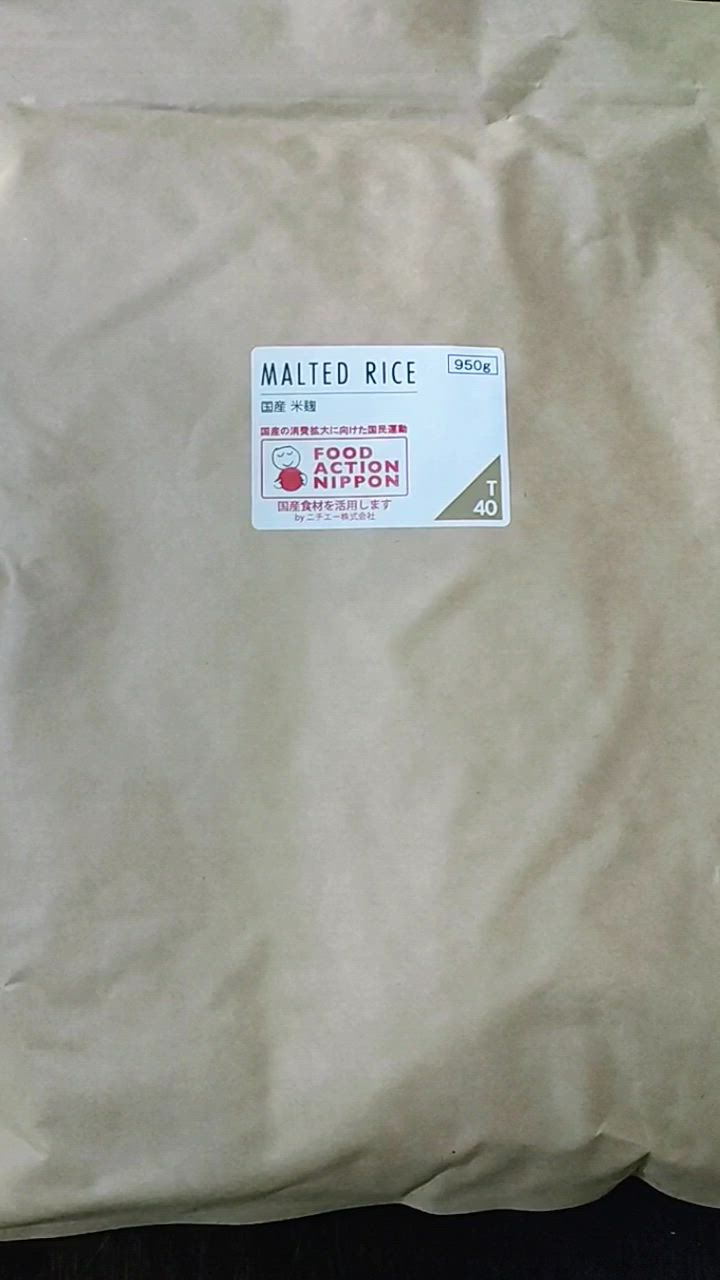 MALTED RICE
950g
国産 米麹
国産の消費拡大に向けた国民運動
FOOD
ACTION
NIPPON
国産食材を活用します
by ニチエー株式会社
T
40